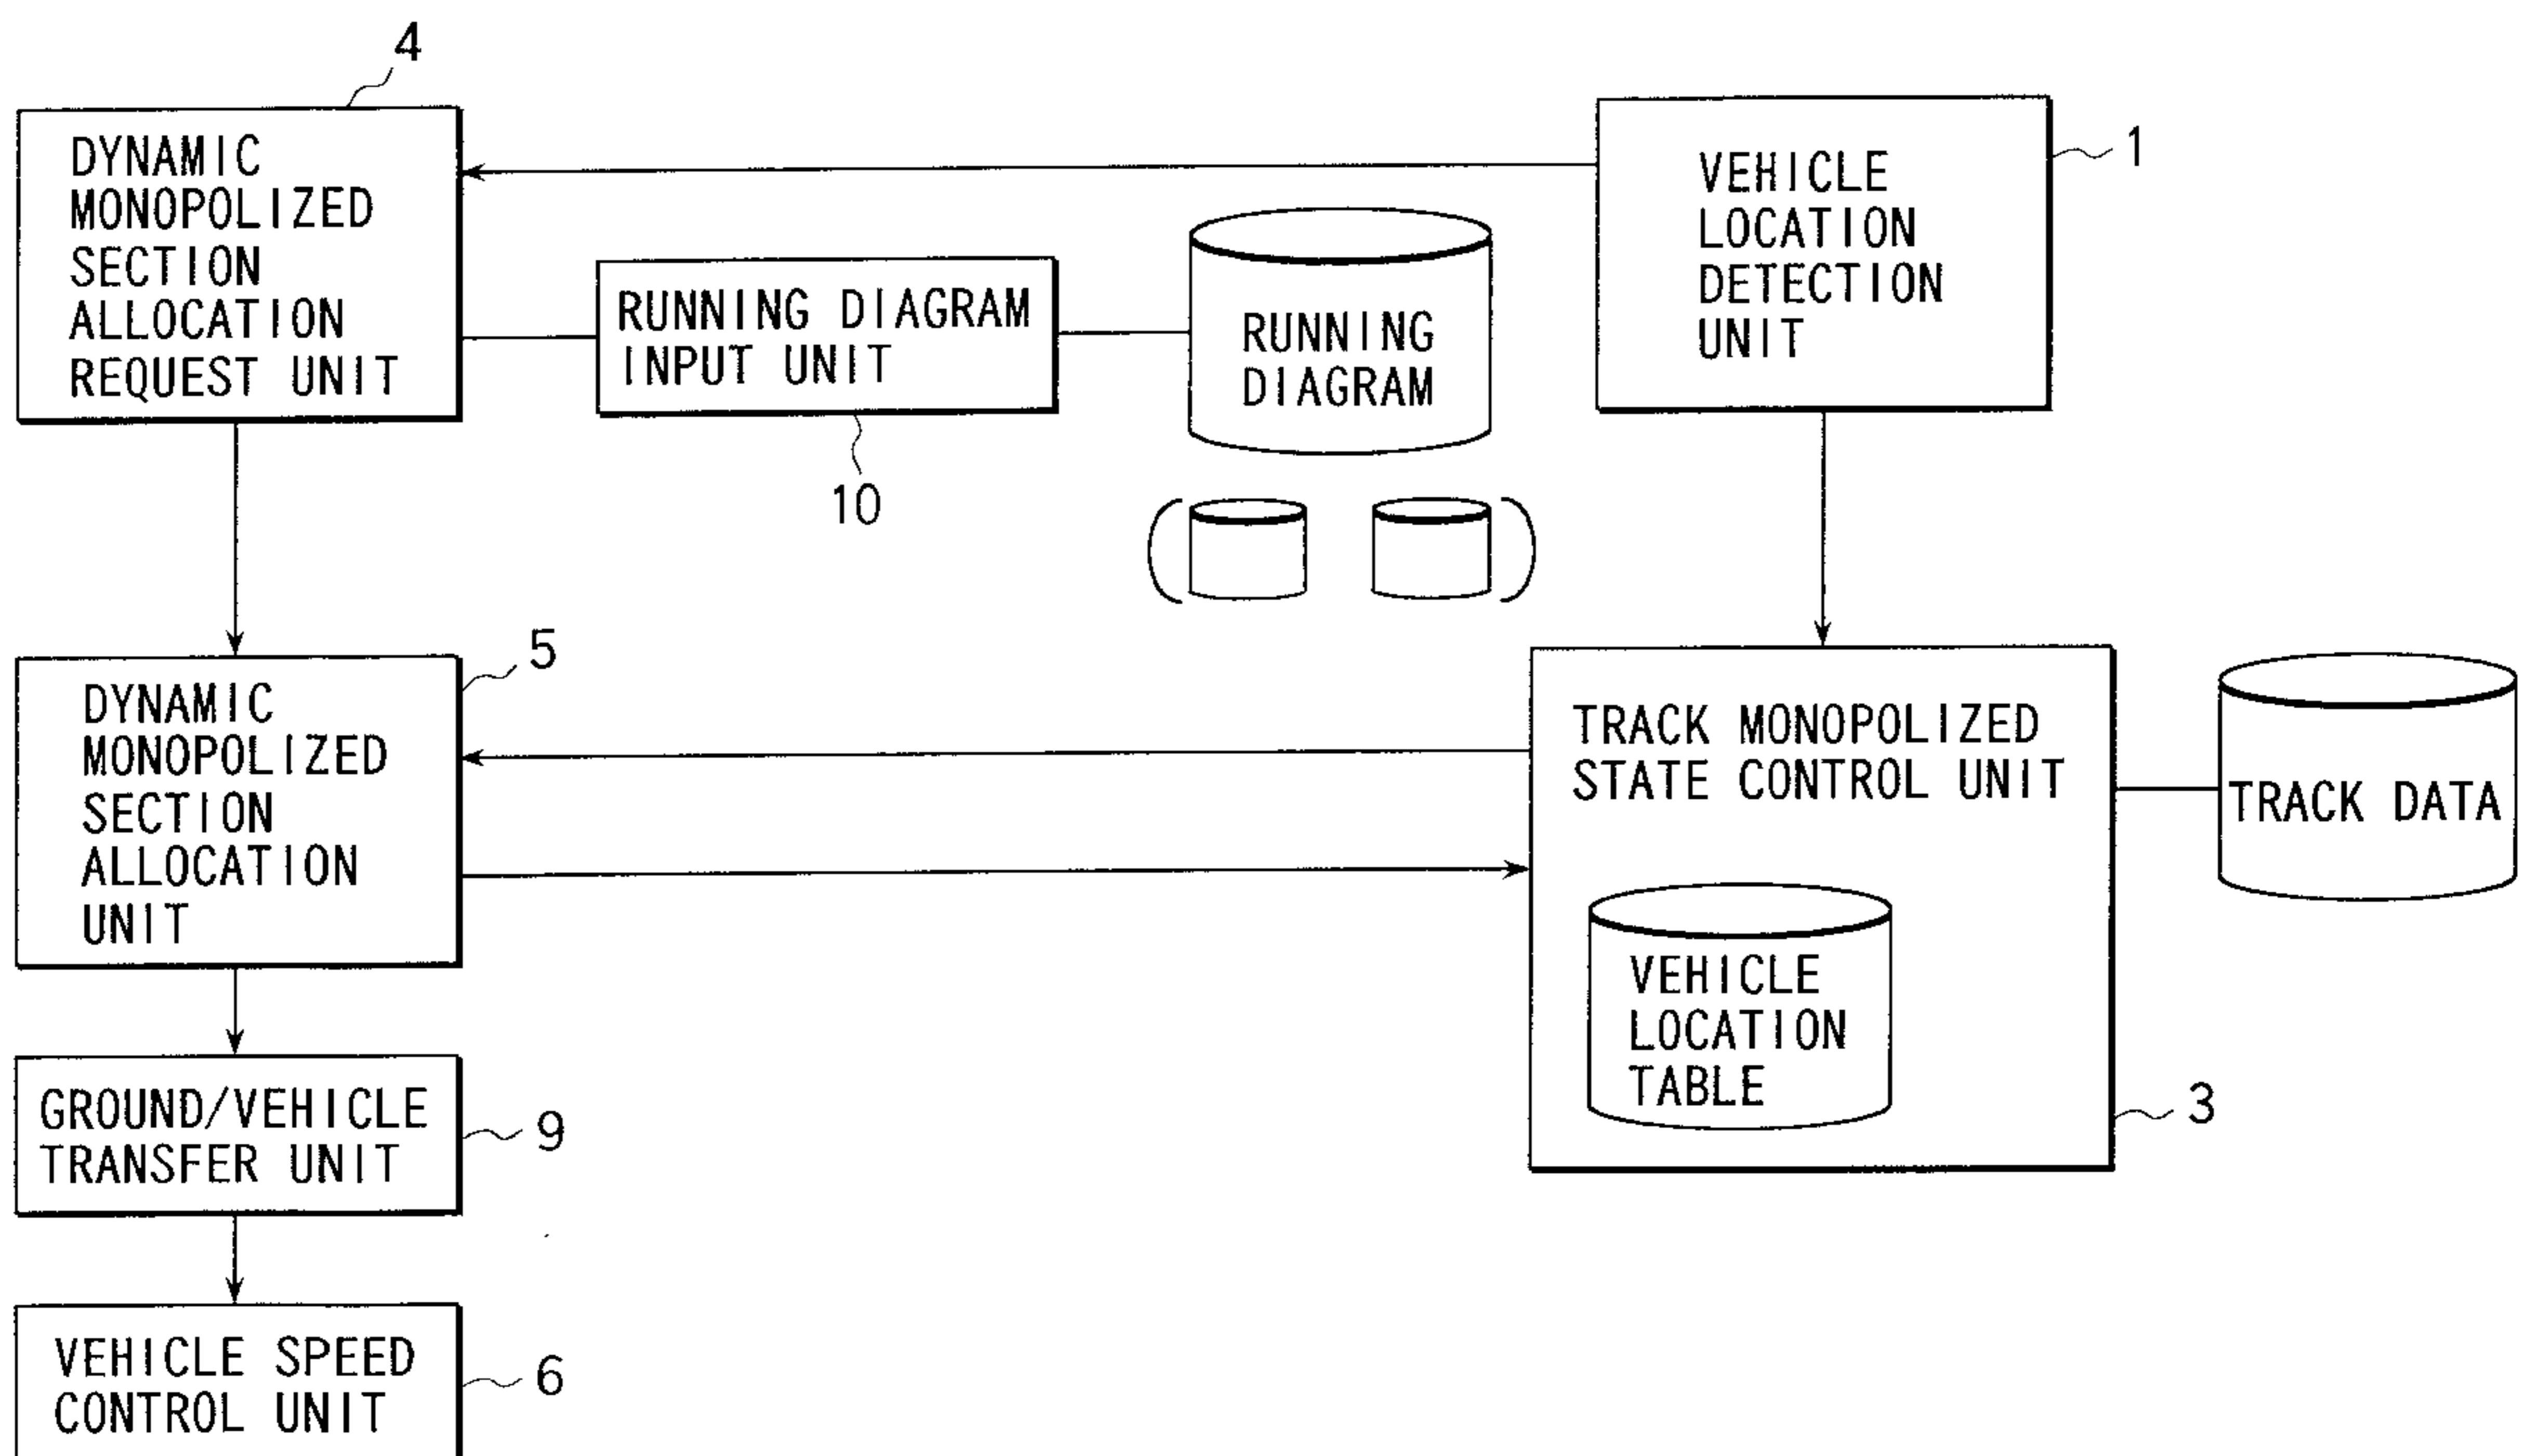 4
DYNAMIC
MONOPOLIZED
SECTION
ALLOCATION
REQUEST UNIT
RUNNING DIAGRAM
INPUT UNIT
10
RUNNING
DIAGRAM
VEHICLE
LOCATION
DETECTION
UNIT
1
5
DYNAMIC
MONOPOLIZED
SECTION
ALLOCATION
UNIT
TRACK MONOPOLIZED
STATE CONTROL UNIT
VEHICLE
LOCATION
TABLE
3
TRACK DATA
GROUND/VEHICLE
TRANSFER UNIT
9
VEHICLE SPEED
CONTROL UNIT
6